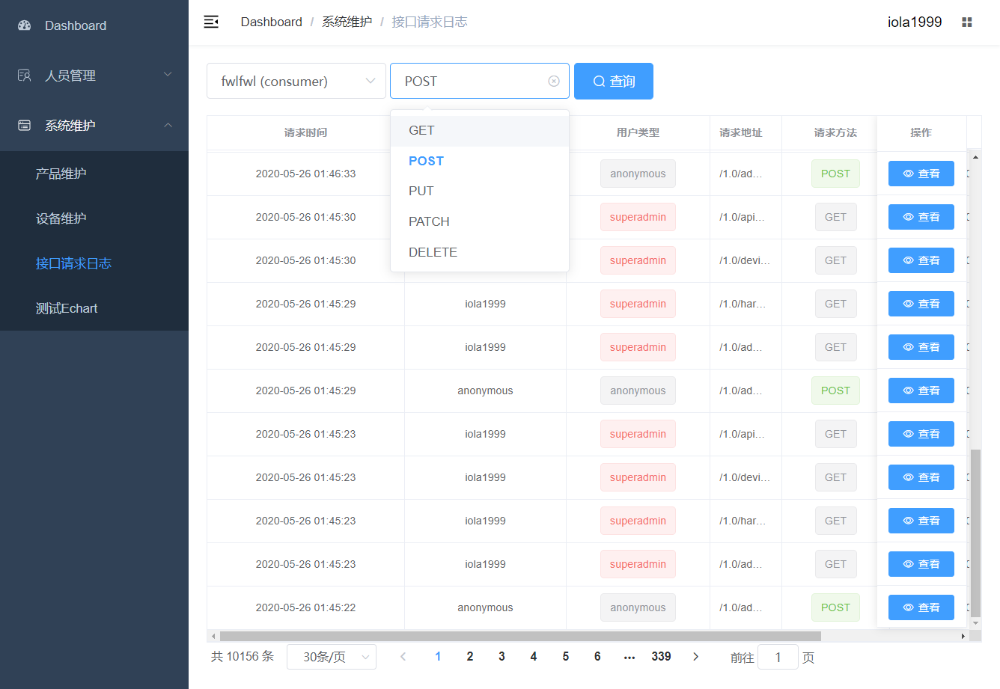 Dashboard
人员管理
系统维护
产品维护
设备维护
接口请求日志
测试Echart
Dashboard / 系统维护 / 接口请求日志
iola1999
fwlfwl (consumer)
POST
查询
GET
POST
PUT
PATCH
DELETE
请求时间 用户类型 请求地址 请求方法 操作
2020-05-26 01:46:33 anonymous /1.0/ad... POST 查看
2020-05-26 01:45:30 superadmin /1.0/api... GET 查看
2020-05-26 01:45:30 superadmin /1.0/devi... GET 查看
2020-05-26 01:45:29 iola1999 superadmin /1.0/har... GET 查看
2020-05-26 01:45:29 iola1999 superadmin /1.0/ad... GET 查看
2020-05-26 01:45:29 anonymous anonymous /1.0/ad... POST 查看
2020-05-26 01:45:23 iola1999 superadmin /1.0/api... GET 查看
2020-05-26 01:45:23 iola1999 superadmin /1.0/devi... GET 查看
2020-05-26 01:45:23 iola1999 superadmin /1.0/har... GET 查看
2020-05-26 01:45:23 iola1999 superadmin /1.0/ad... GET 查看
2020-05-26 01:45:22 anonymous anonymous /1.0/ad... POST 查看
共 10156 条 30条/页 1 2 3 4 5 6 ... 339 前往 1 页